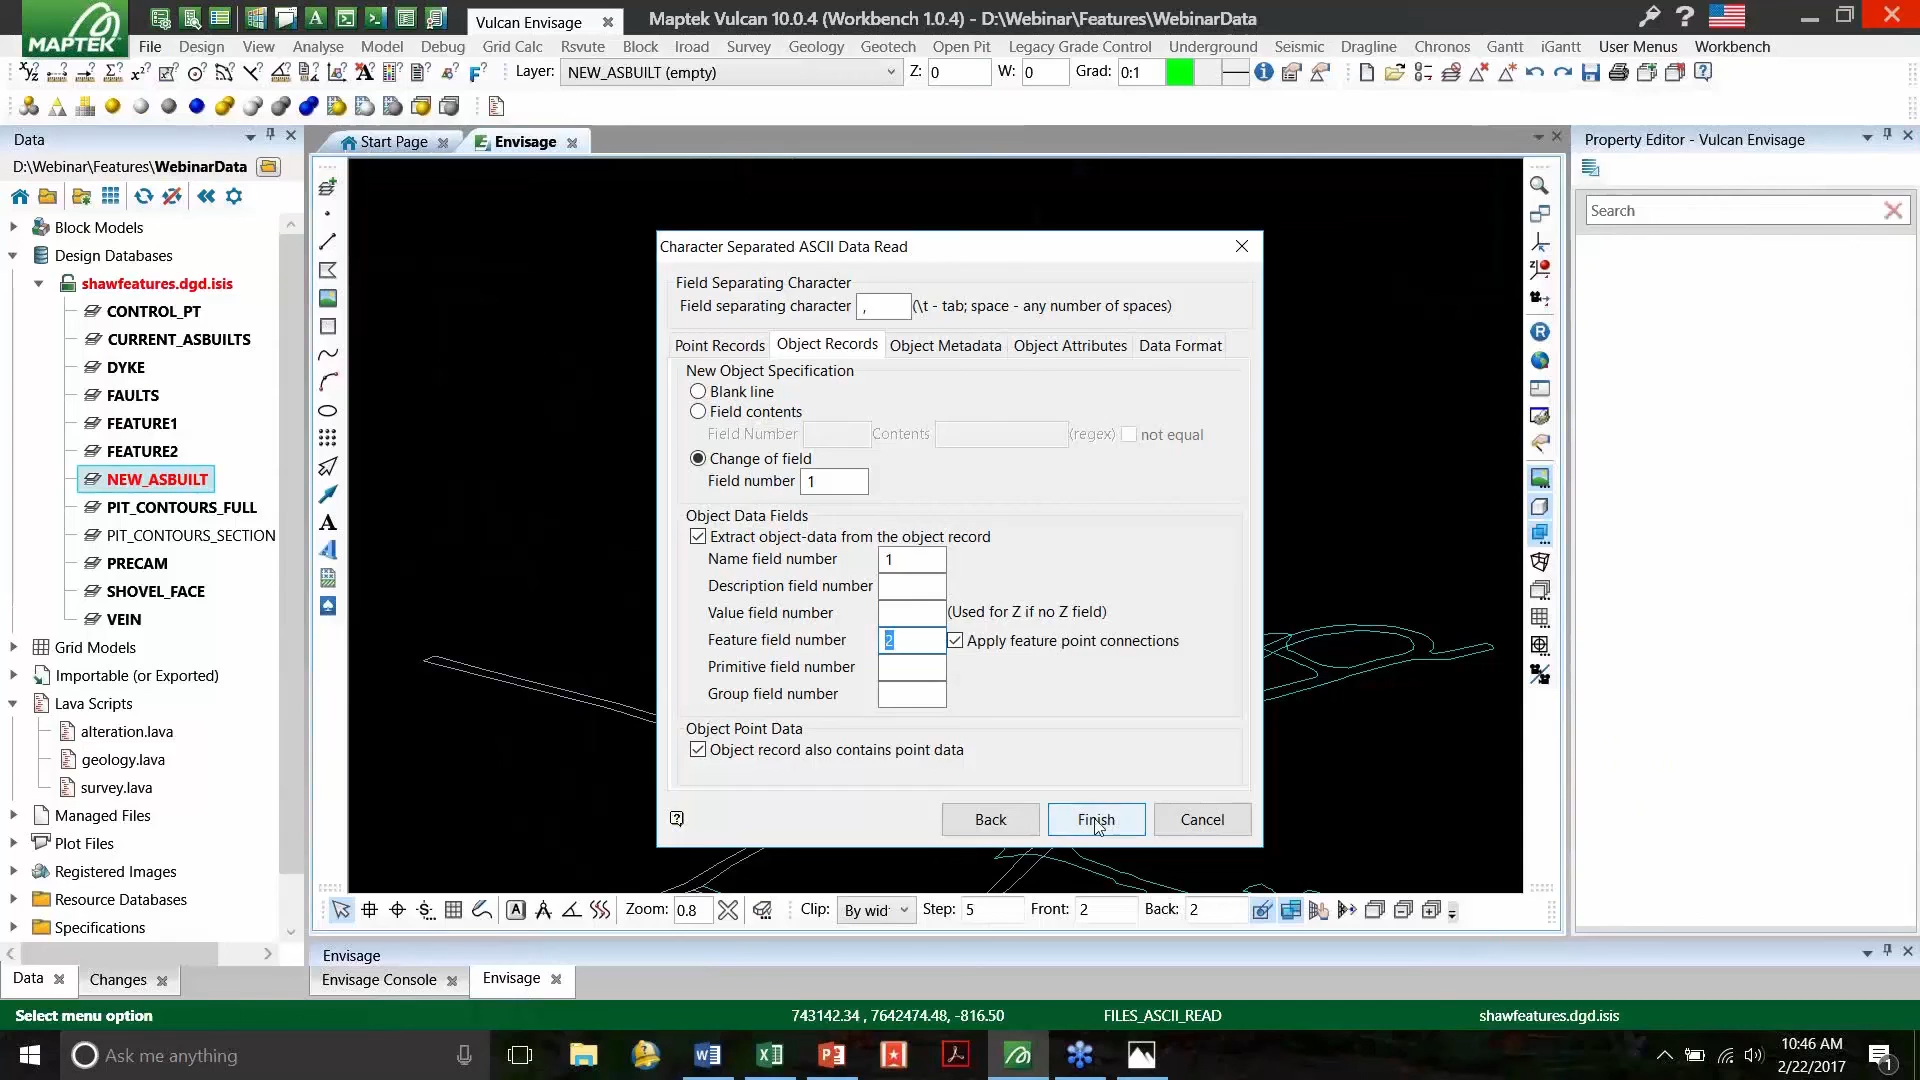 MAPTEK
Vulcan Envisage
Maptek Vulcan 10.0.4 (Workbench 1.0.4) - D:\Webinar\Features\WebinarData
File Design View Analyse Model Debug Grid Calc Rsvute Block Iroad Survey Geology Geotech Open Pit Legacy Grade Control Underground Seismic Dragline Chronos Gantt iGantt User Menus Workbench
Layer: NEW_ASBUILT (empty) Z: 0 W: 0 Grad: 0:1
Data
Start Page Envisage
Property Editor - Vulcan Envisage
D:\Webinar\Features\WebinarData
Search
Block Models
Design Databases
shawfeatures.dgd.isis
CONTROL_PT
CURRENT_ASBUILTS
DYKE
FAULTS
FEATURE1
FEATURE2
NEW_ASBUILT
PIT_CONTOURS_FULL
PIT_CONTOURS_SECTION
PRECAM
SHOVEL_FACE
VEIN
Grid Models
Importable (or Exported)
Lava Scripts
alteration.lava
geology.lava
survey.lava
Managed Files
Plot Files
Registered Images
Resource Databases
Specifications
Character Separated ASCII Data Read
Field Separating Character
Field separating character , (\t - tab; space - any number of spaces)
Point Records Object Records Object Metadata Object Attributes Data Format
New Object Specification
Blank line
Field contents
Field Number Contents (regex) not equal
Change of field
Field number 1
Object Data Fields
Extract object-data from the object record
Name field number 1
Description field number
Value field number (Used for Z if no Z field)
Feature field number 2 Apply feature point connections
Primitive field number
Group field number
Object Point Data
Object record also contains point data
Back Finish Cancel
Zoom: 0.8 Clip: By wid Step: 5 Front: 2 Back: 2
Envisage
Data Changes Envisage Console Envisage
Select menu option 743142.34 , 7642474.48, -816.50 FILES_ASCII_READ shawfeatures.dgd.isis
Ask me anything
10:46 AM
2/22/2017
1